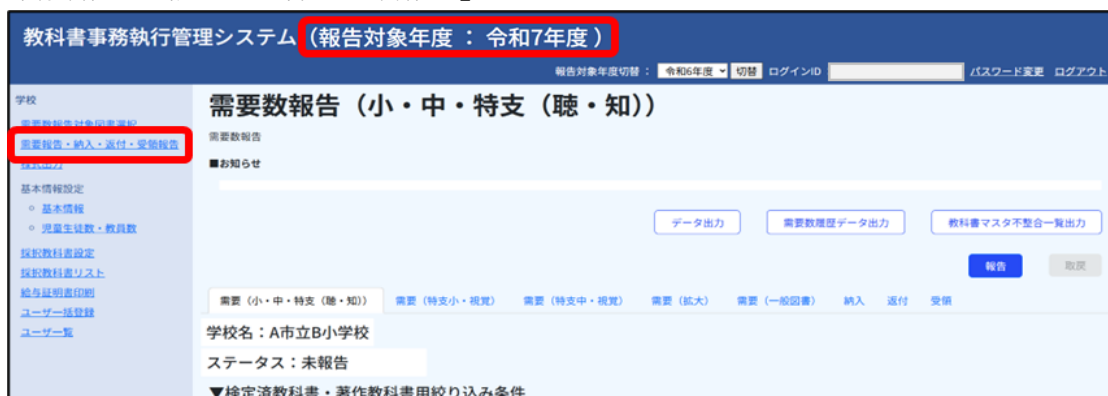 教科書事務執行管理システム（報告対象年度 ： 令和7年度 ）
報告対象年度切替 ： 令和6年度 切替 ログインID パスワード変更 ログアウト
学校
需要数報告対象図書選択
需要報告・納入・返付・受領報告
様式出力
基本情報設定
基本情報
児童生徒数・教員数
採択教科書設定
採択教科書リスト
給与証明書印刷
ユーザー一括登録
ユーザー一覧
需要数報告（小・中・特支（聴・知））
需要数報告
■お知らせ
データ出力 需要数履歴データ出力 教科書マスタ不整合一覧出力
報告 取戻
需要（小・中・特支（聴・知）） 需要（特支小・視覚） 需要（特支中・視覚） 需要（拡大） 需要（一般図書） 納入 返付 受領
学校名：A市立B小学校
ステータス：未報告
▼検定済教科書・著作教科書用絞り込み条件